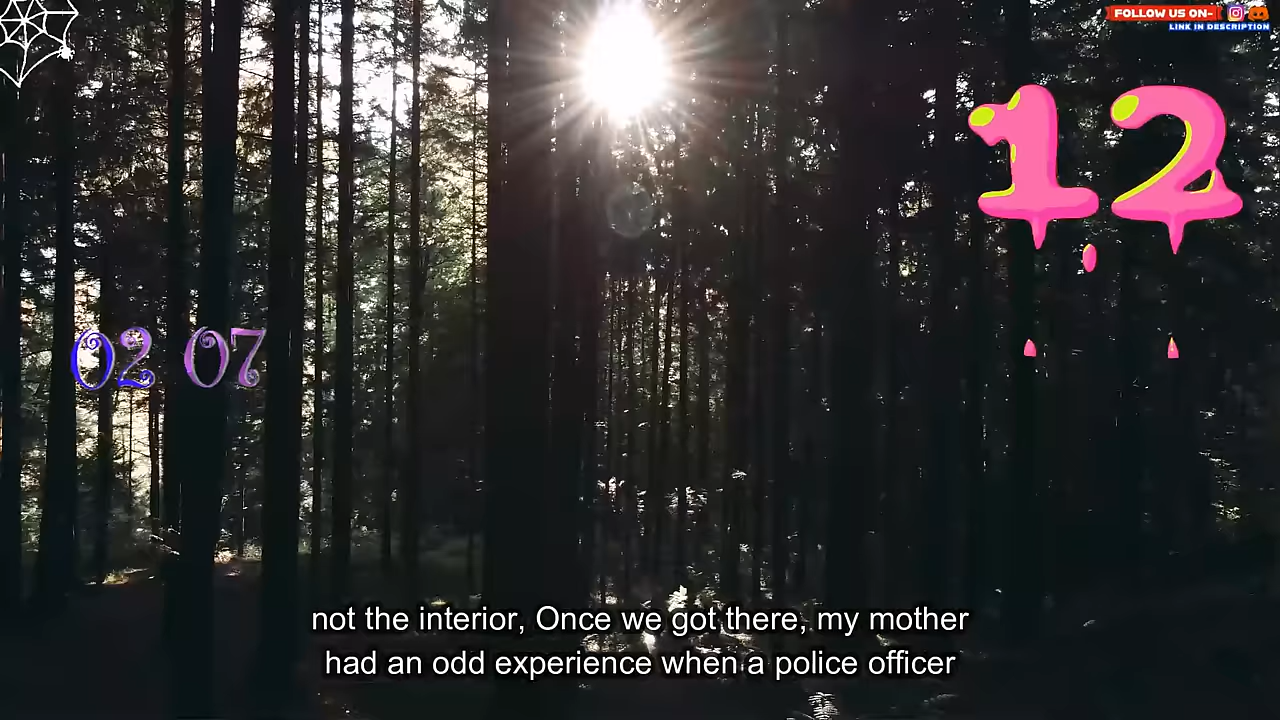 FOLLOW US ON-
LINK IN DESCRIPTION
12
02 07
not the interior, Once we got there, my mother
had an odd experience when a police officer